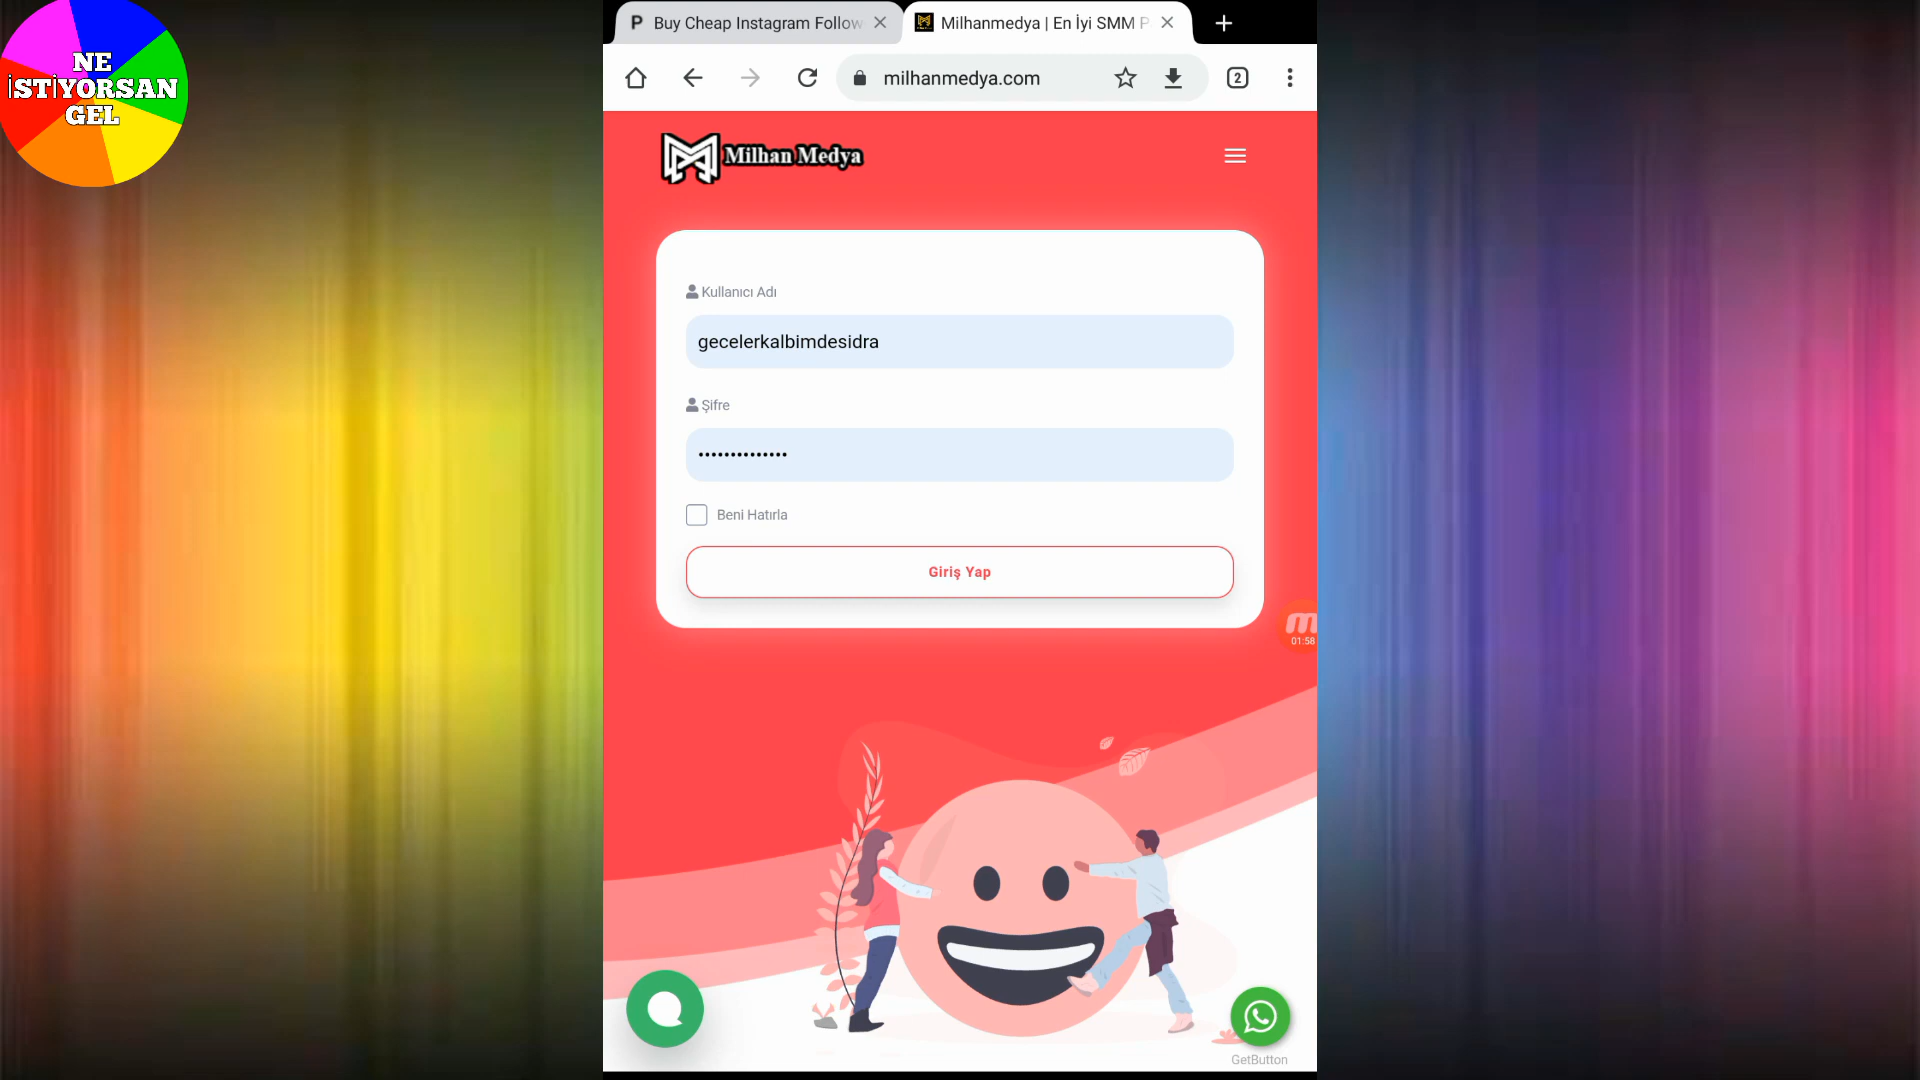 NE
İSTİYORSAN
GEL
P Buy Cheap Instagram Follow
Milhanmedya | En İyi SMM P
milhanmedya.com
2
Milhan Medya
Kullanıcı Adı
gecelerkalbimdesidra
Şifre
••••••••••••••
Beni Hatırla
Giriş Yap
01:58
GetButton